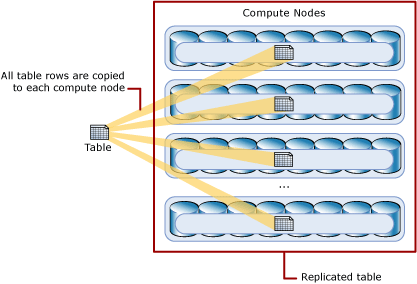 Compute Nodes
All table rows are copied
to each compute node
Table
...
Replicated table